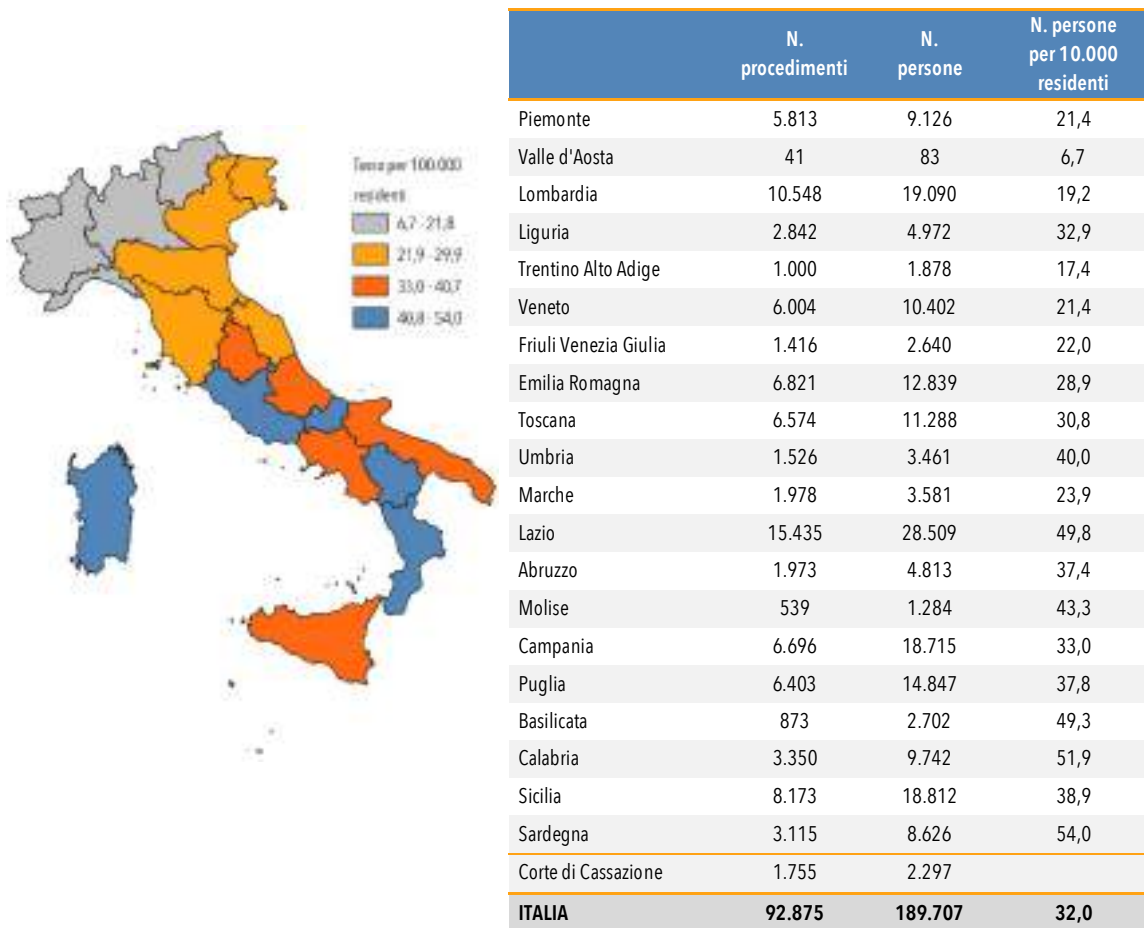 Tasso per 100.000
residenti
6,7 - 21,8
21,9 - 29,9
33,0 - 40,7
40,8 - 54,0
N. procedimenti N. persone N. persone per 10.000 residenti
Piemonte 5.813 9.126 21,4
Valle d'Aosta 41 83 6,7
Lombardia 10.548 19.090 19,2
Liguria 2.842 4.972 32,9
Trentino Alto Adige 1.000 1.878 17,4
Veneto 6.004 10.402 21,4
Friuli Venezia Giulia 1.416 2.640 22,0
Emilia Romagna 6.821 12.839 28,9
Toscana 6.574 11.288 30,8
Umbria 1.526 3.461 40,0
Marche 1.978 3.581 23,9
Lazio 15.435 28.509 49,8
Abruzzo 1.973 4.813 37,4
Molise 539 1.284 43,3
Campania 6.696 18.715 33,0
Puglia 6.403 14.847 37,8
Basilicata 873 2.702 49,3
Calabria 3.350 9.742 51,9
Sicilia 8.173 18.812 38,9
Sardegna 3.115 8.626 54,0
Corte di Cassazione 1.755 2.297
ITALIA 92.875 189.707 32,0